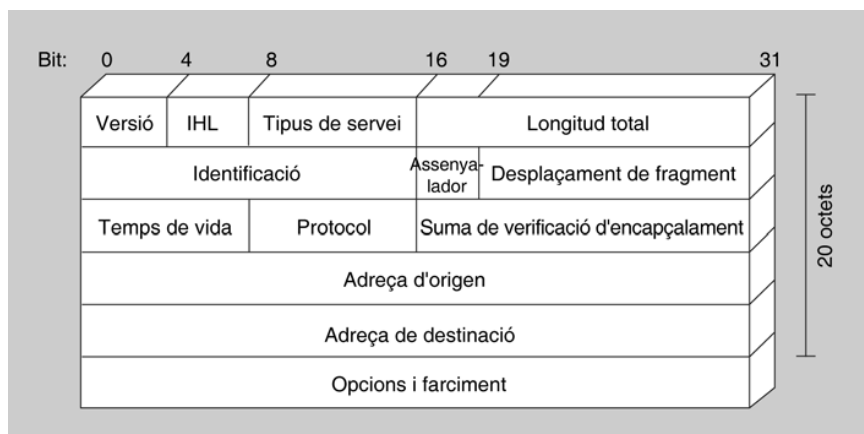 Bit: 0 4 8 16 19 31
Versió IHL Tipus de servei Longitud total
Identificació Assenya-
lador Desplaçament de fragment
Temps de vida Protocol Suma de verificació d'encapçalament
Adreça d'origen
Adreça de destinació
Opcions i farciment
20 octets